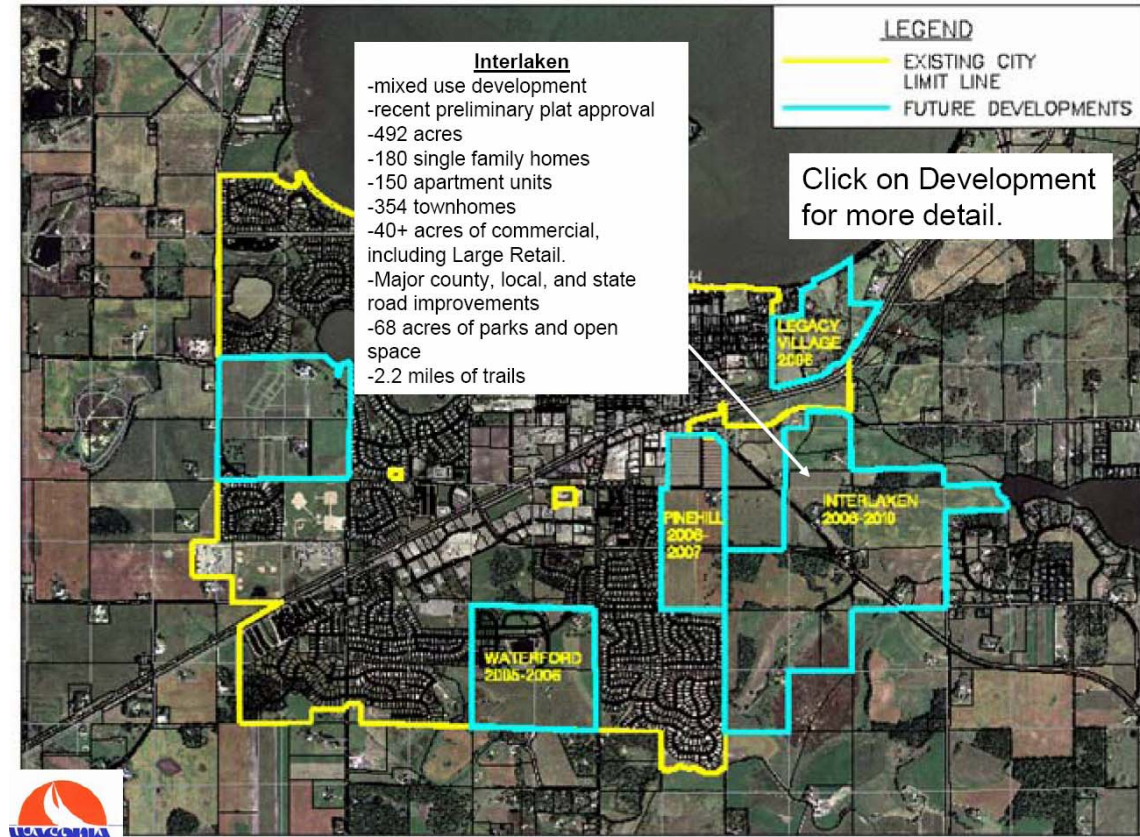 Interlaken
-mixed use development
-recent preliminary plat approval
-492 acres
-180 single family homes
-150 apartment units
-354 townhomes
-40+ acres of commercial,
including Large Retail.
-Major county, local, and state
road improvements
-68 acres of parks and open
space
-2.2 miles of trails
LEGEND
EXISTING CITY
LIMIT LINE
FUTURE DEVELOPMENTS
Click on Development
for more detail.
LEGACY
VILLAGE
2006
PINEHILL
2006-
2007
INTERLAKEN
2006-2010
WATERFORD
2005-2006